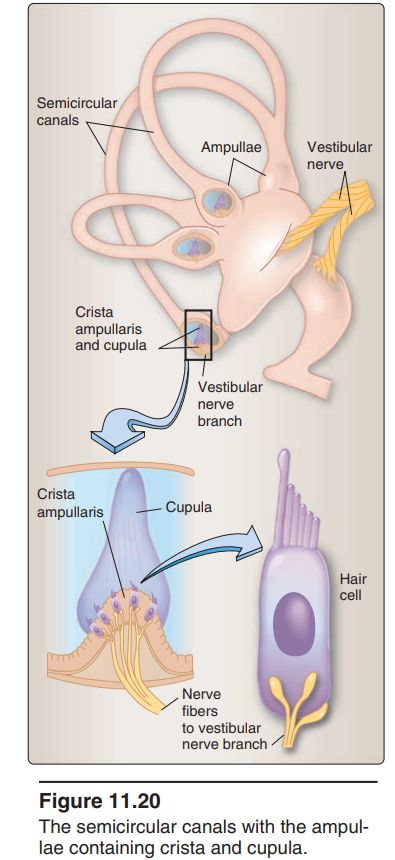 Semicircular
canals
Ampullae
Vestibular
nerve
Crista
ampullaris
and cupula
Vestibular
nerve
branch
Crista
ampullaris
Cupula
Hair
cell
Nerve
fibers
to vestibular
nerve branch
Figure 11.20
The semicircular canals with the ampul-
lae containing crista and cupula.